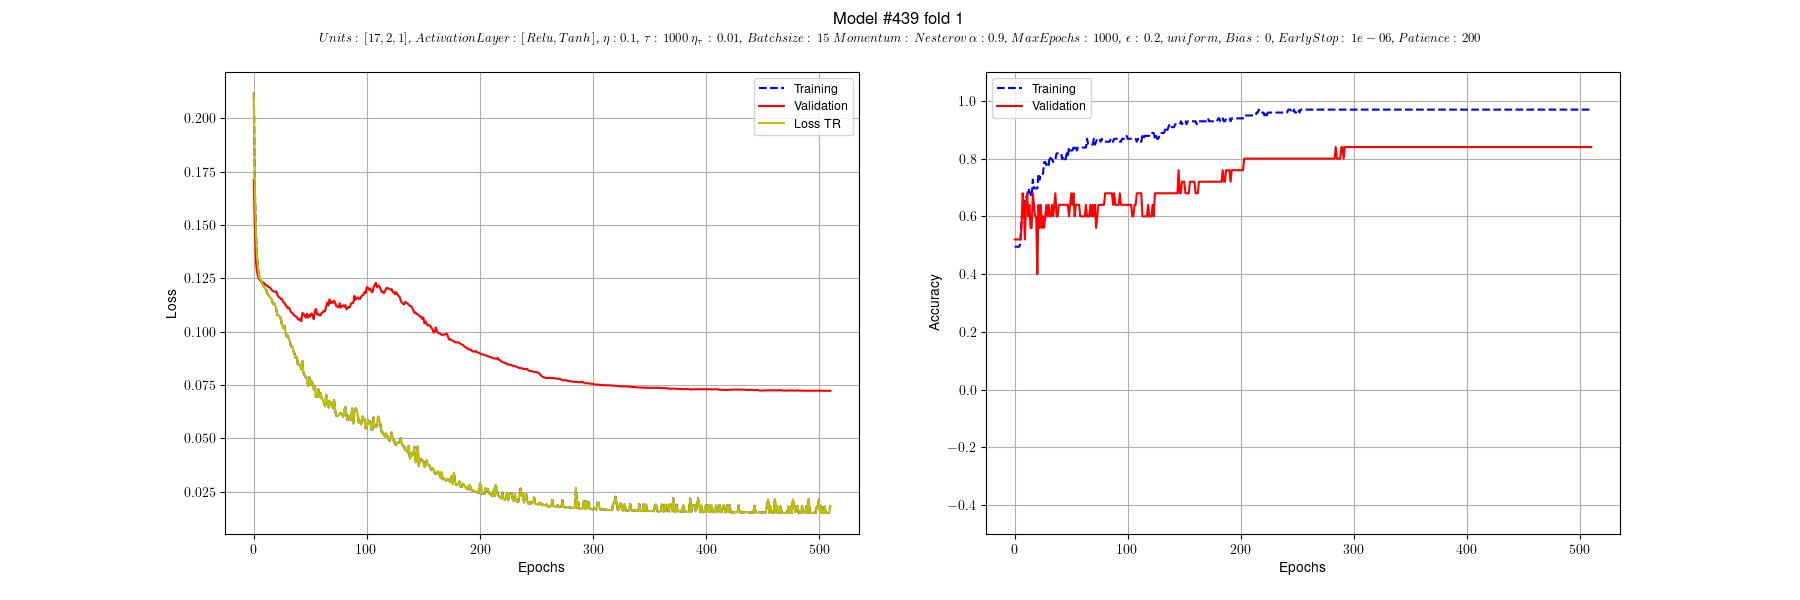 Model #439 fold 1
Units : [17, 2, 1], ActivationLayer : [Relu, Tanh], η : 0.1, τ : 1000 ητ : 0.01, Batchsize : 15 Momentum : Nesterov α : 0.9, MaxEpochs : 1000, ϵ : 0.2, uniform, Bias : 0, EarlyStop : 1e − 06, Patience : 200
Training
Validation
Loss TR
0.200
0.175
0.150
0.125
0.100
0.075
0.050
0.025
Loss
0 100 200 300 400 500
Epochs
Training
Validation
1.0
0.8
0.6
0.4
0.2
0.0
−0.2
−0.4
Accuracy
0 100 200 300 400 500
Epochs